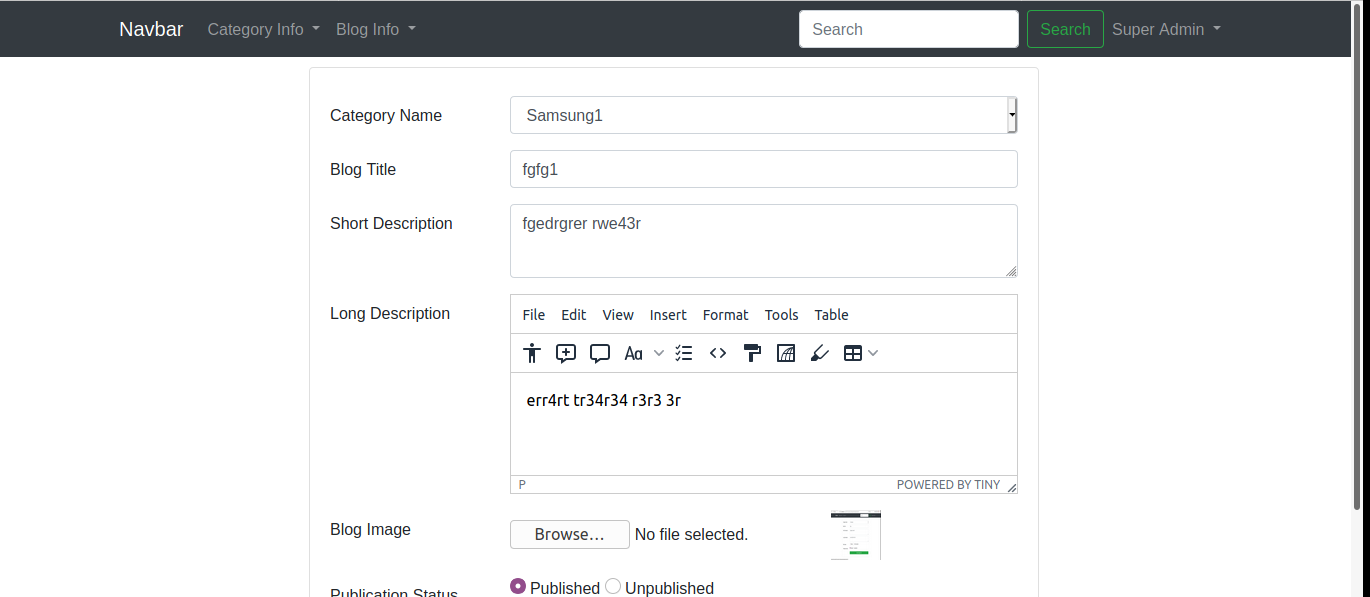 Navbar Category Info Blog Info Search Search Super Admin
Category Name Samsung1
Blog Title fgfg1
Short Description fgedrgrer rwe43r
Long Description File Edit View Insert Format Tools Table
Aa
err4rt tr34r34 r3r3 3r
P POWERED BY TINY
Blog Image Browse... No file selected.
Publication Status Published Unpublished